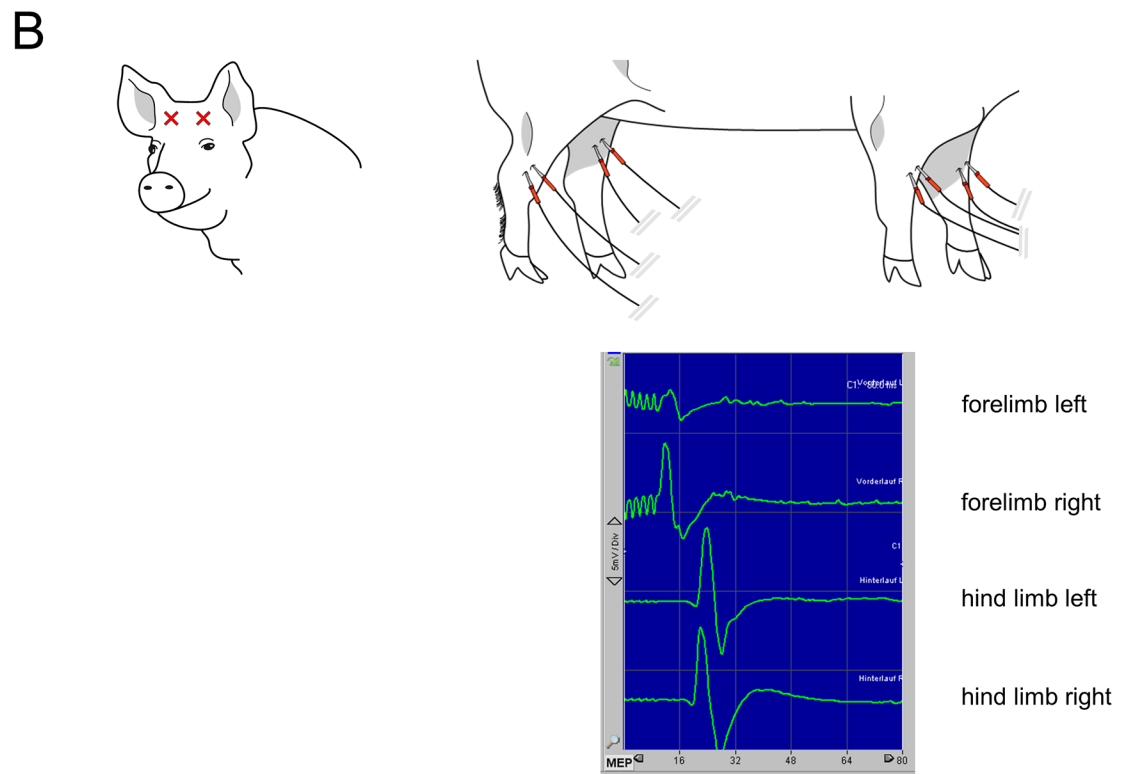 B
Vorderlauf L
forelimb left
Vorderlauf R
forelimb right
C1
5mV / Div
Hinterlauf L
hind limb left
Hinterlauf R
hind limb right
MEP
16
32
48
64
80